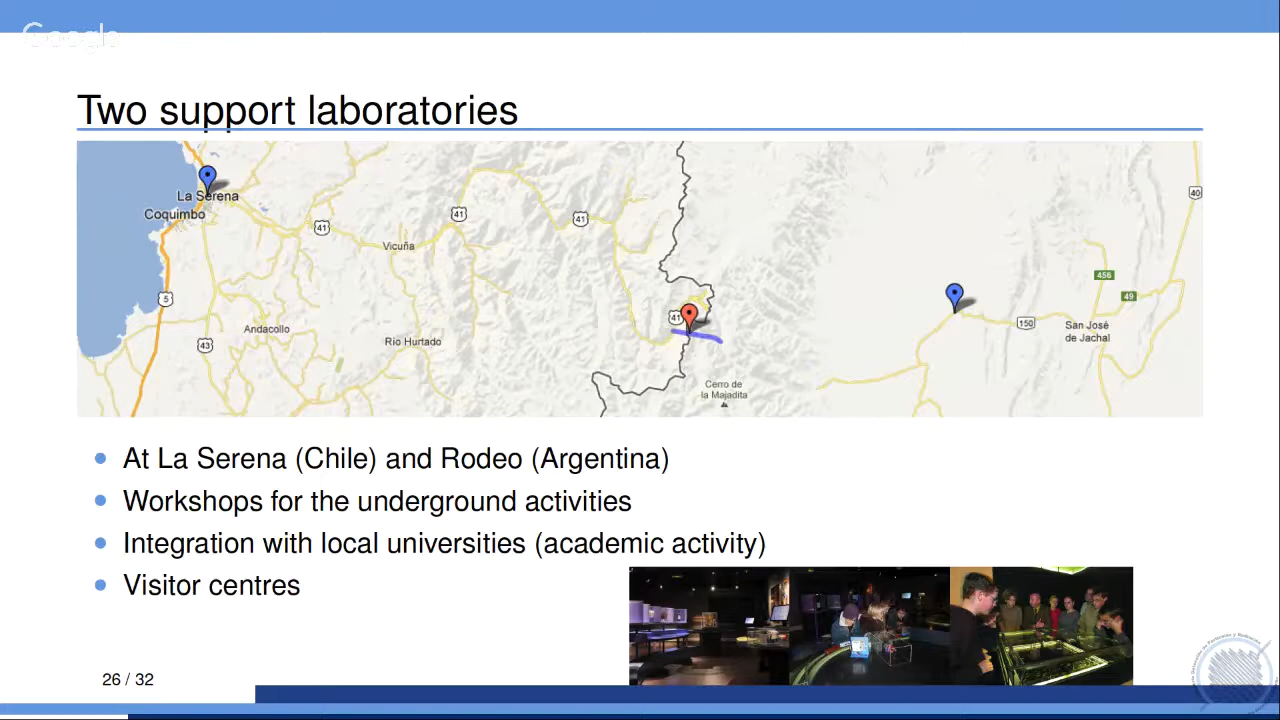 Google
Two support laboratories
La Serena
Coquimbo
41
41
41
40
Vicuña
5
456
49
41
150
San José
de Jachal
Andacollo
43
Río Hurtado
Cerro de
la Majadita
At La Serena (Chile) and Rodeo (Argentina)
Workshops for the underground activities
Integration with local universities (academic activity)
Visitor centres
26 / 32